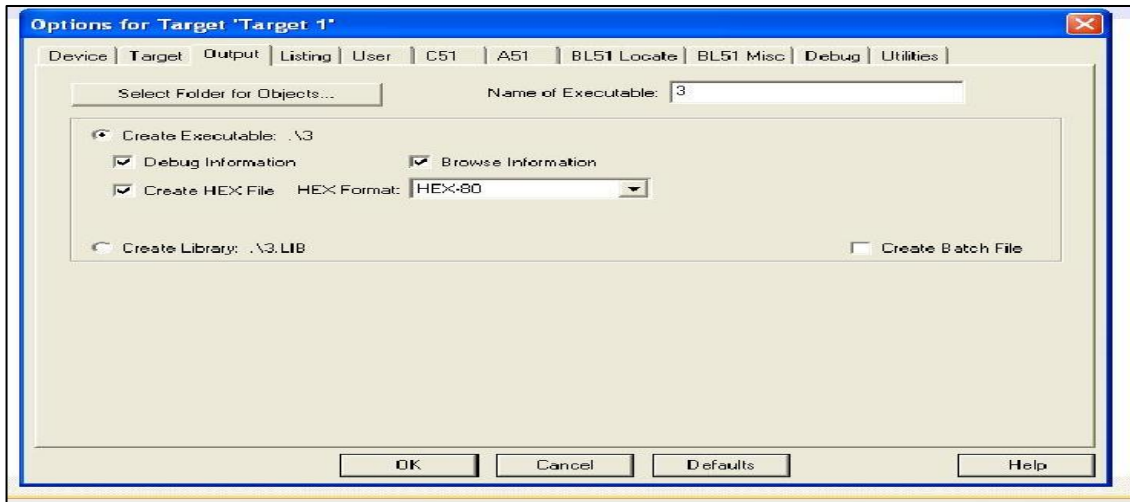 Options for Target 'Target 1'
Device Target Output Listing User C51 A51 BL51 Locate BL51 Misc Debug Utilities
Select Folder for Objects... Name of Executable: 3
Create Executable: .\3
Debug Information Browse Information
Create HEX File HEX Format: HEX-80
Create Library: .\3.LIB Create Batch File
OK Cancel Defaults Help